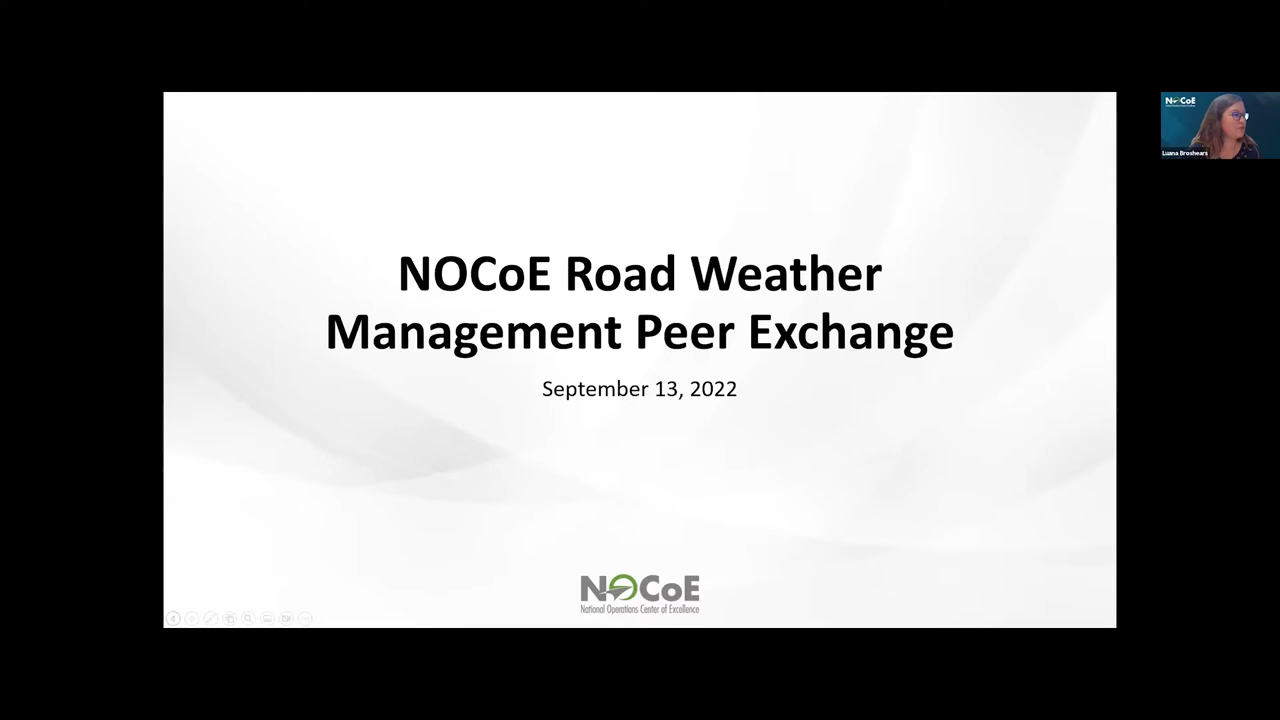 NOCoE Road Weather
Management Peer Exchange
September 13, 2022
NOCoE
National Operations Center of Excellence
NOCoE
Luana Broshears